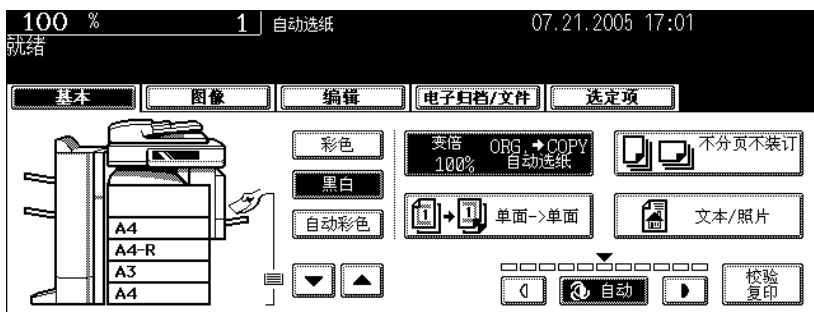 100 % 1 自动选纸 07.21.2005 17:01
就绪
基本 图像 编辑 电子归档/文件 选定项
彩色
黑白
自动彩色
变倍 ORG.→COPY
100% 自动选纸
不分页不装订
1→1 单面->单面
文本/照片
A4
A4-R
A3
A4
自动
校验
复印